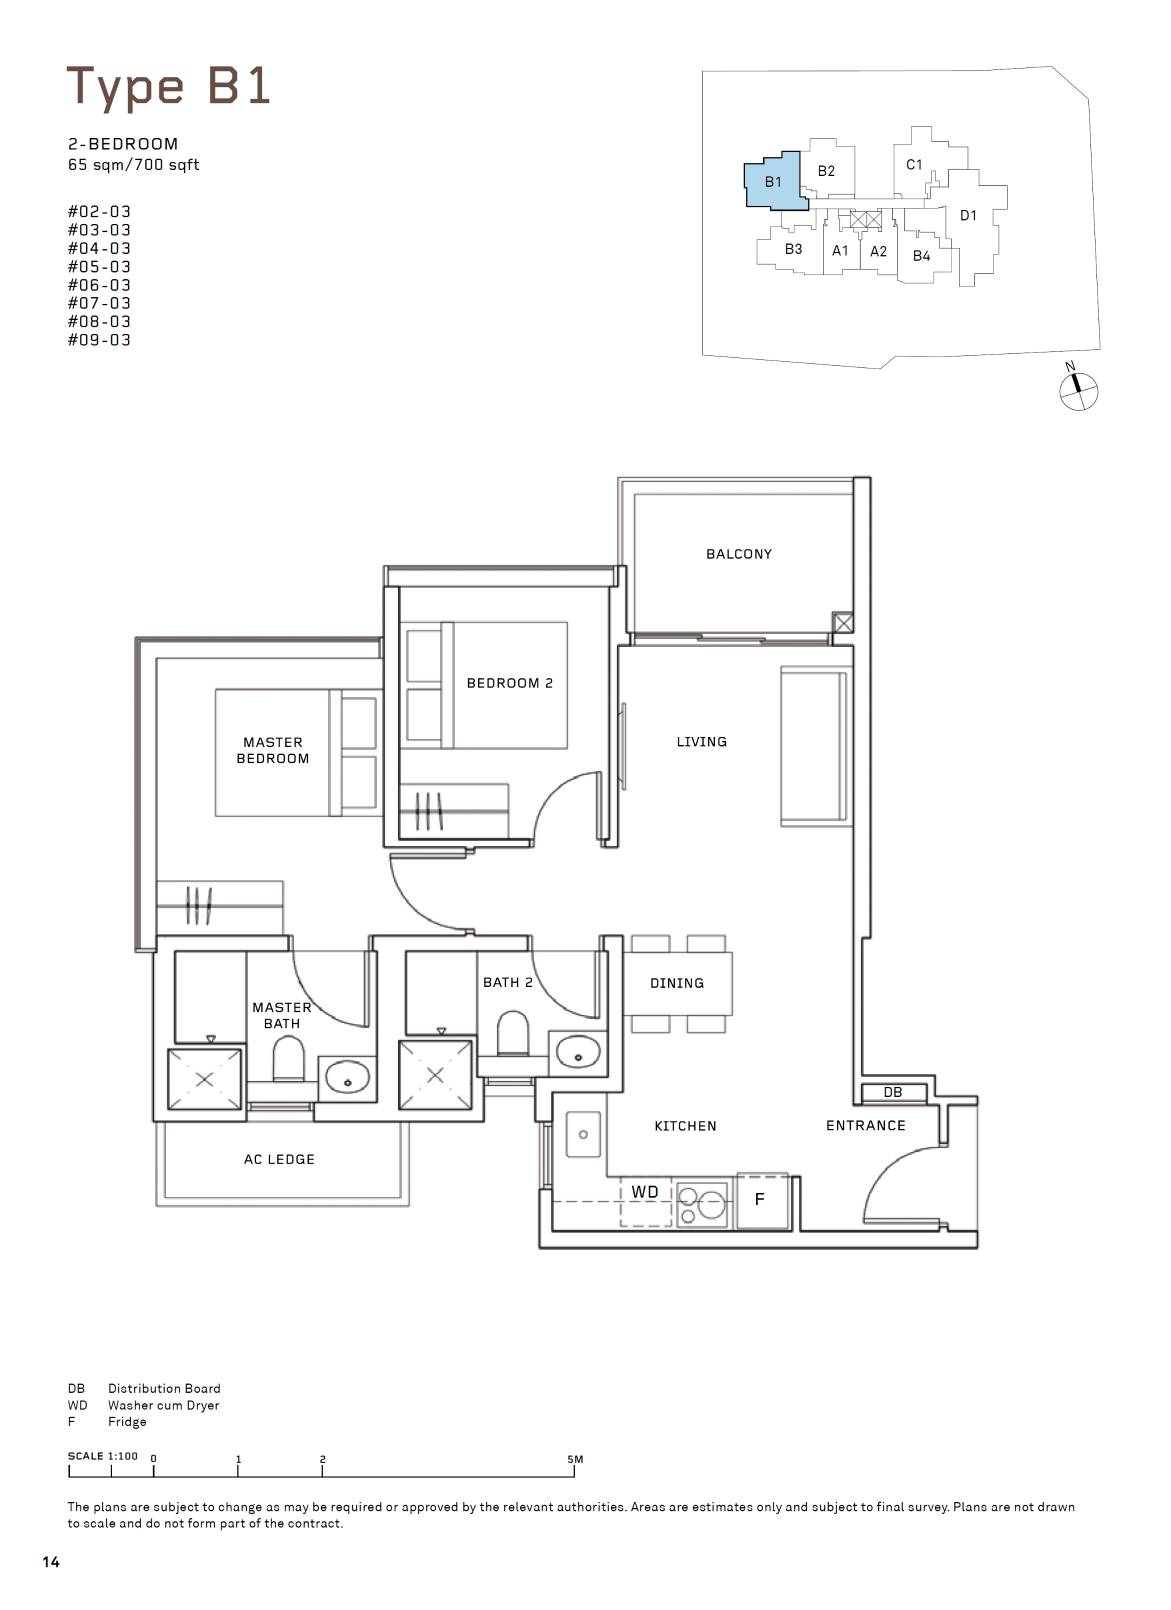 Type B1
2-BEDROOM
65 sqm/700 sqft
#02-03
#03-03
#04-03
#05-03
#06-03
#07-03
#08-03
#09-03
B1
B2
C1
D1
B3
A1
A2
B4
N
BALCONY
BEDROOM 2
MASTER
BEDROOM
LIVING
MASTER
BATH
BATH 2
DINING
DB
KITCHEN
ENTRANCE
AC LEDGE
WD
F
DB Distribution Board
WD Washer cum Dryer
F Fridge
SCALE 1:100 0 1 2 5M
The plans are subject to change as may be required or approved by the relevant authorities. Areas are estimates only and subject to final survey. Plans are not drawn
to scale and do not form part of the contract.
14